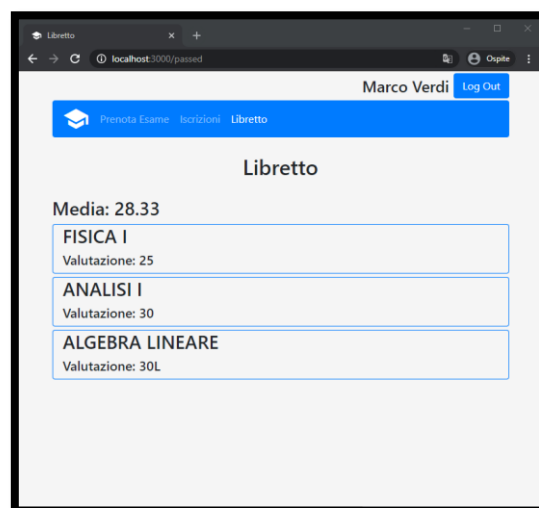 Libretto
localhost:3000/passed
Ospite
Marco Verdi Log Out
Prenota Esame Iscrizioni Libretto
Libretto
Media: 28.33
FISICA I
Valutazione: 25
ANALISI I
Valutazione: 30
ALGEBRA LINEARE
Valutazione: 30L